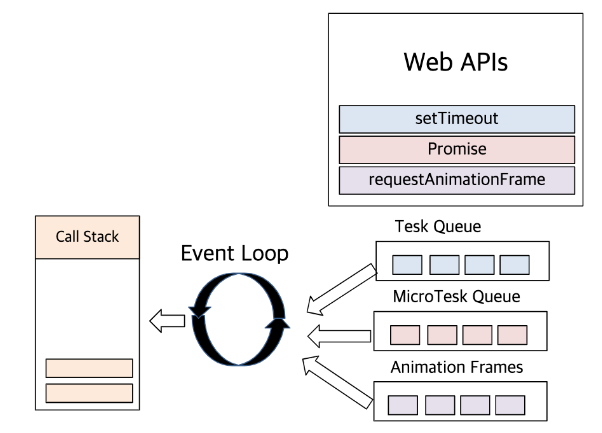 Web APIs
setTimeout
Promise
requestAnimationFrame
Call Stack
Event Loop
Tesk Queue
MicroTesk Queue
Animation Frames